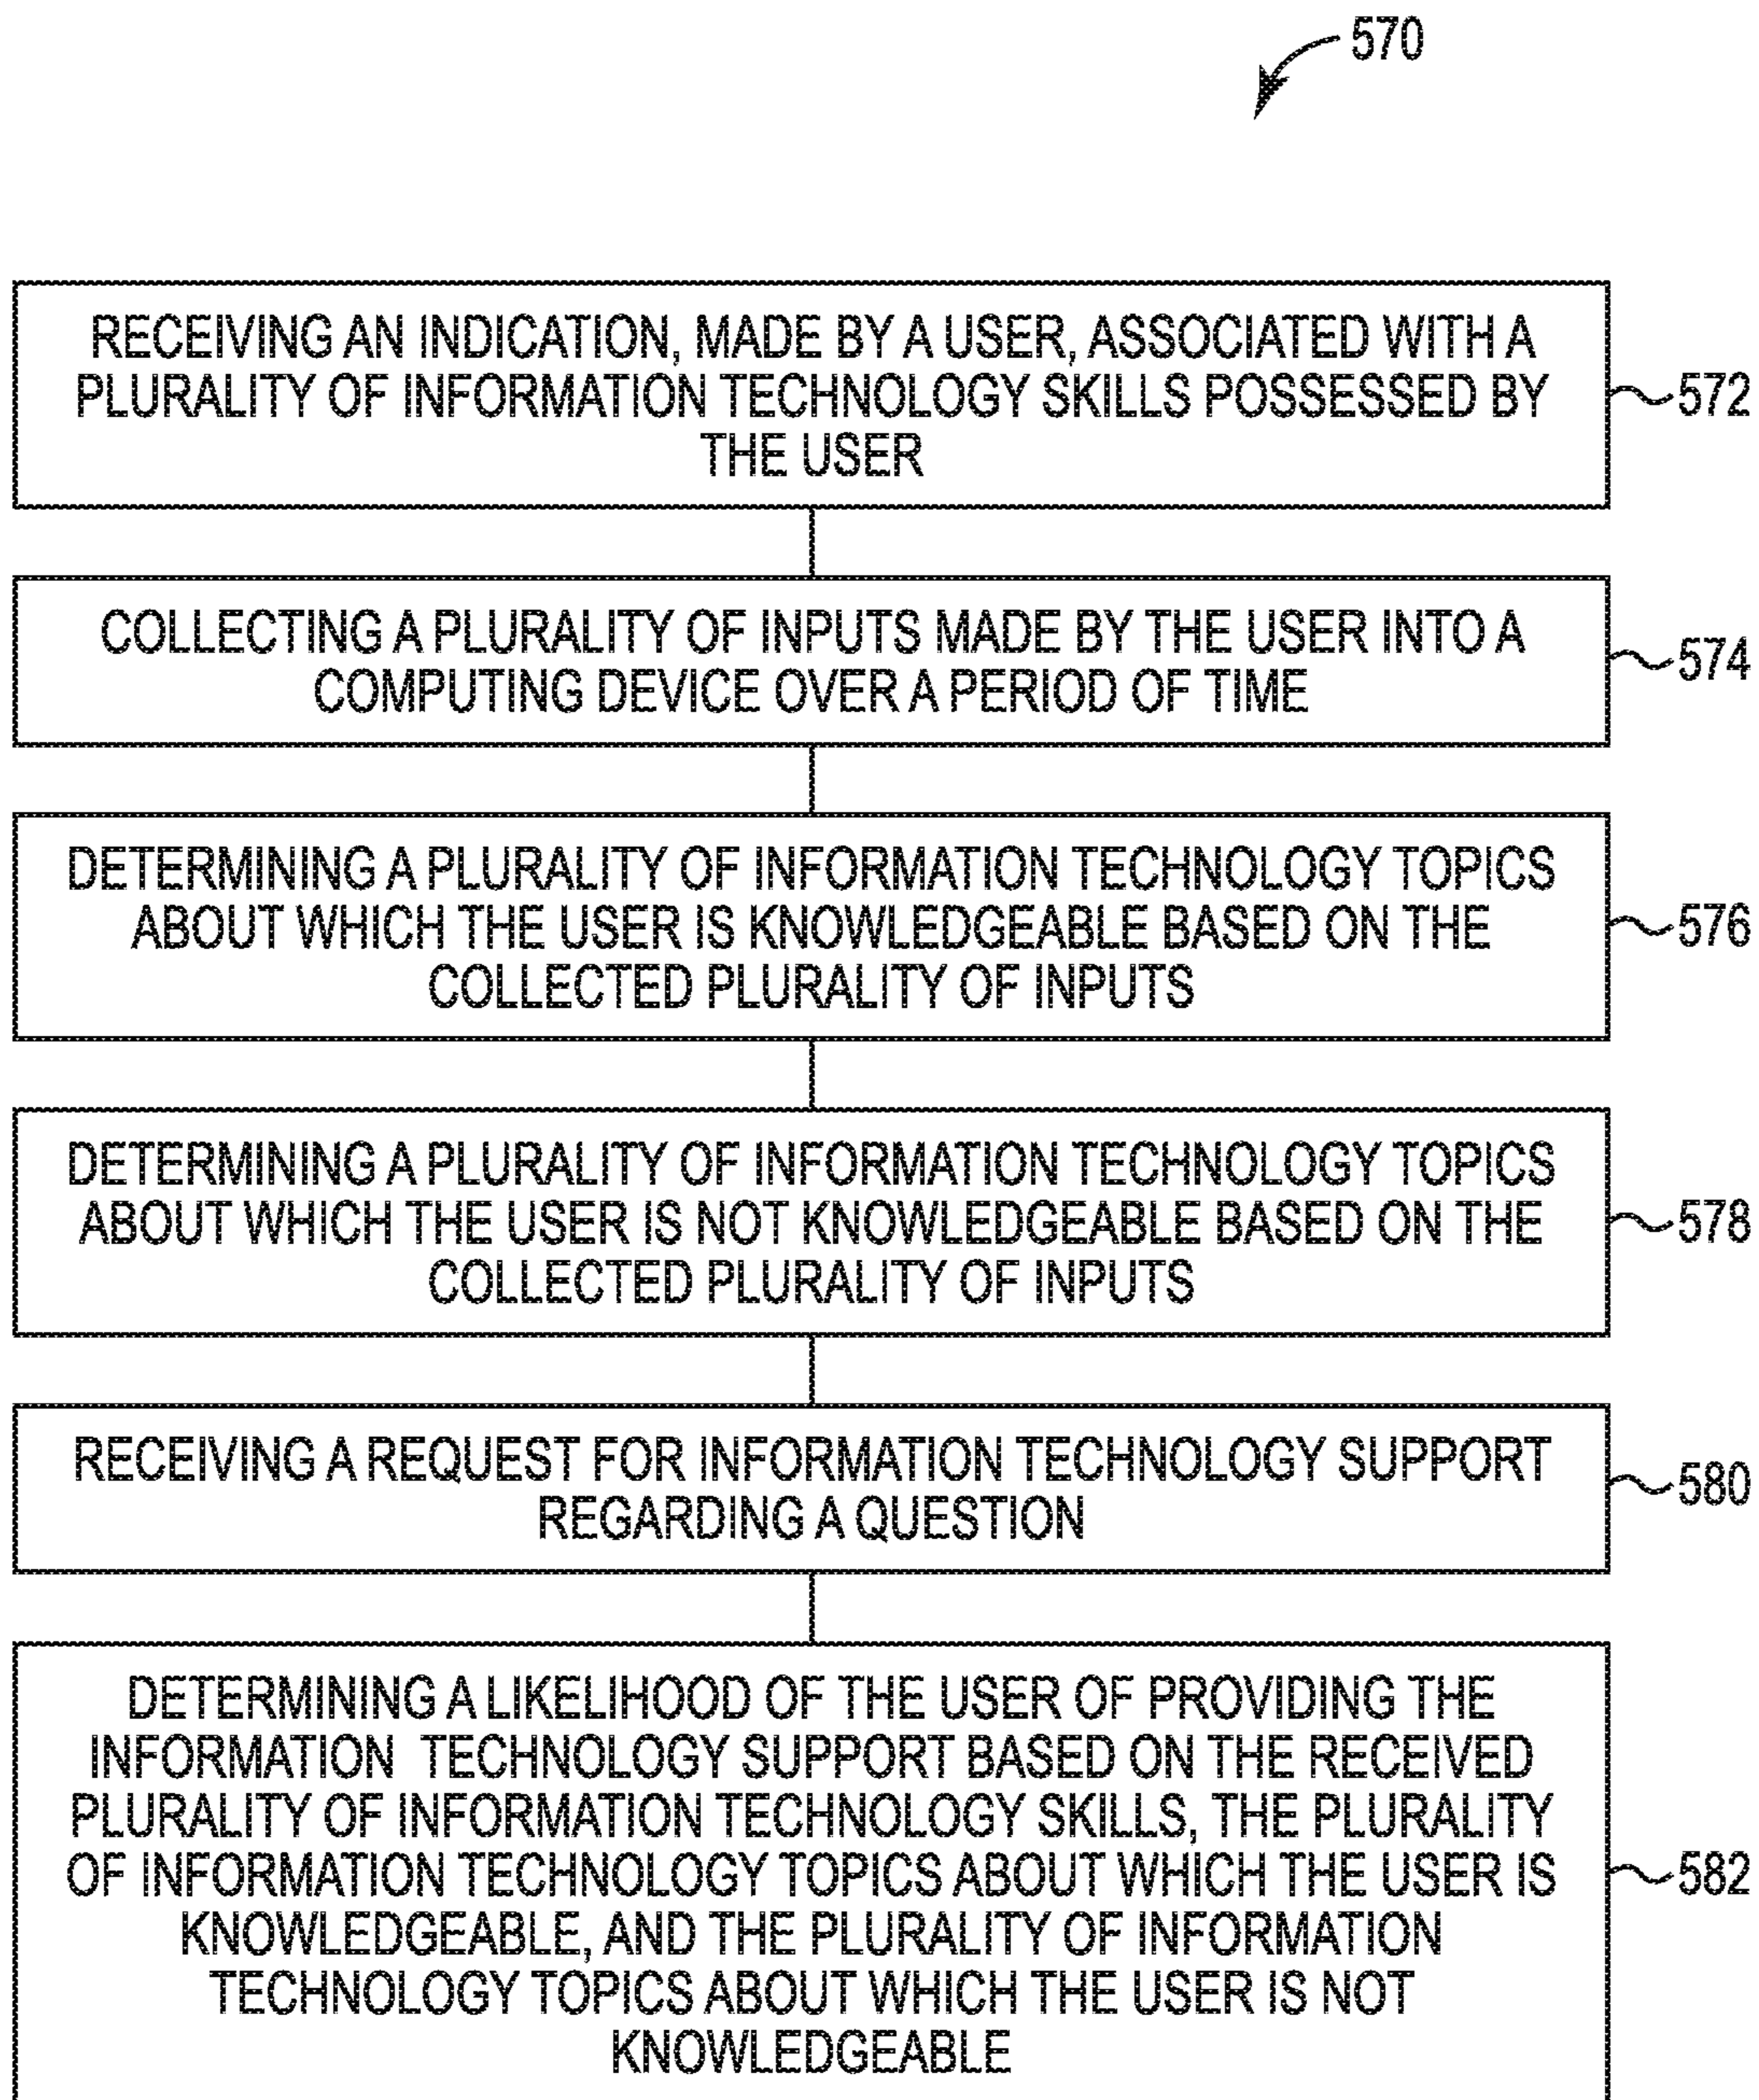 570
RECEIVING AN INDICATION, MADE BY A USER, ASSOCIATED WITH A
PLURALITY OF INFORMATION TECHNOLOGY SKILLS POSSESSED BY
THE USER
572
COLLECTING A PLURALITY OF INPUTS MADE BY THE USER INTO A
COMPUTING DEVICE OVER A PERIOD OF TIME
574
DETERMINING A PLURALITY OF INFORMATION TECHNOLOGY TOPICS
ABOUT WHICH THE USER IS KNOWLEDGEABLE BASED ON THE
COLLECTED PLURALITY OF INPUTS
576
DETERMINING A PLURALITY OF INFORMATION TECHNOLOGY TOPICS
ABOUT WHICH THE USER IS NOT KNOWLEDGEABLE BASED ON THE
COLLECTED PLURALITY OF INPUTS
578
RECEIVING A REQUEST FOR INFORMATION TECHNOLOGY SUPPORT
REGARDING A QUESTION
580
DETERMINING A LIKELIHOOD OF THE USER OF PROVIDING THE
INFORMATION TECHNOLOGY SUPPORT BASED ON THE RECEIVED
PLURALITY OF INFORMATION TECHNOLOGY SKILLS, THE PLURALITY
OF INFORMATION TECHNOLOGY TOPICS ABOUT WHICH THE USER IS
KNOWLEDGEABLE, AND THE PLURALITY OF INFORMATION
TECHNOLOGY TOPICS ABOUT WHICH THE USER IS NOT
KNOWLEDGEABLE
582